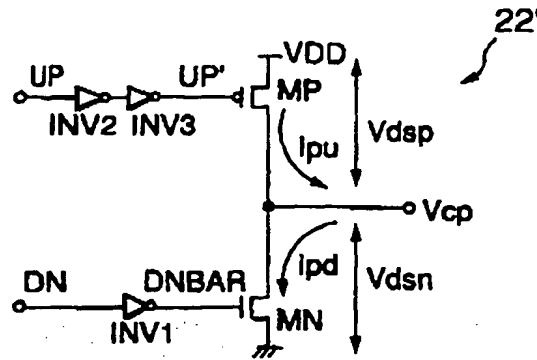 22'
VDD
UP
UP'
MP
INV2
INV3
Ipu
Vdsp
Vcp
DN
DNBAR
Ipd
Vdsn
MN
INV1